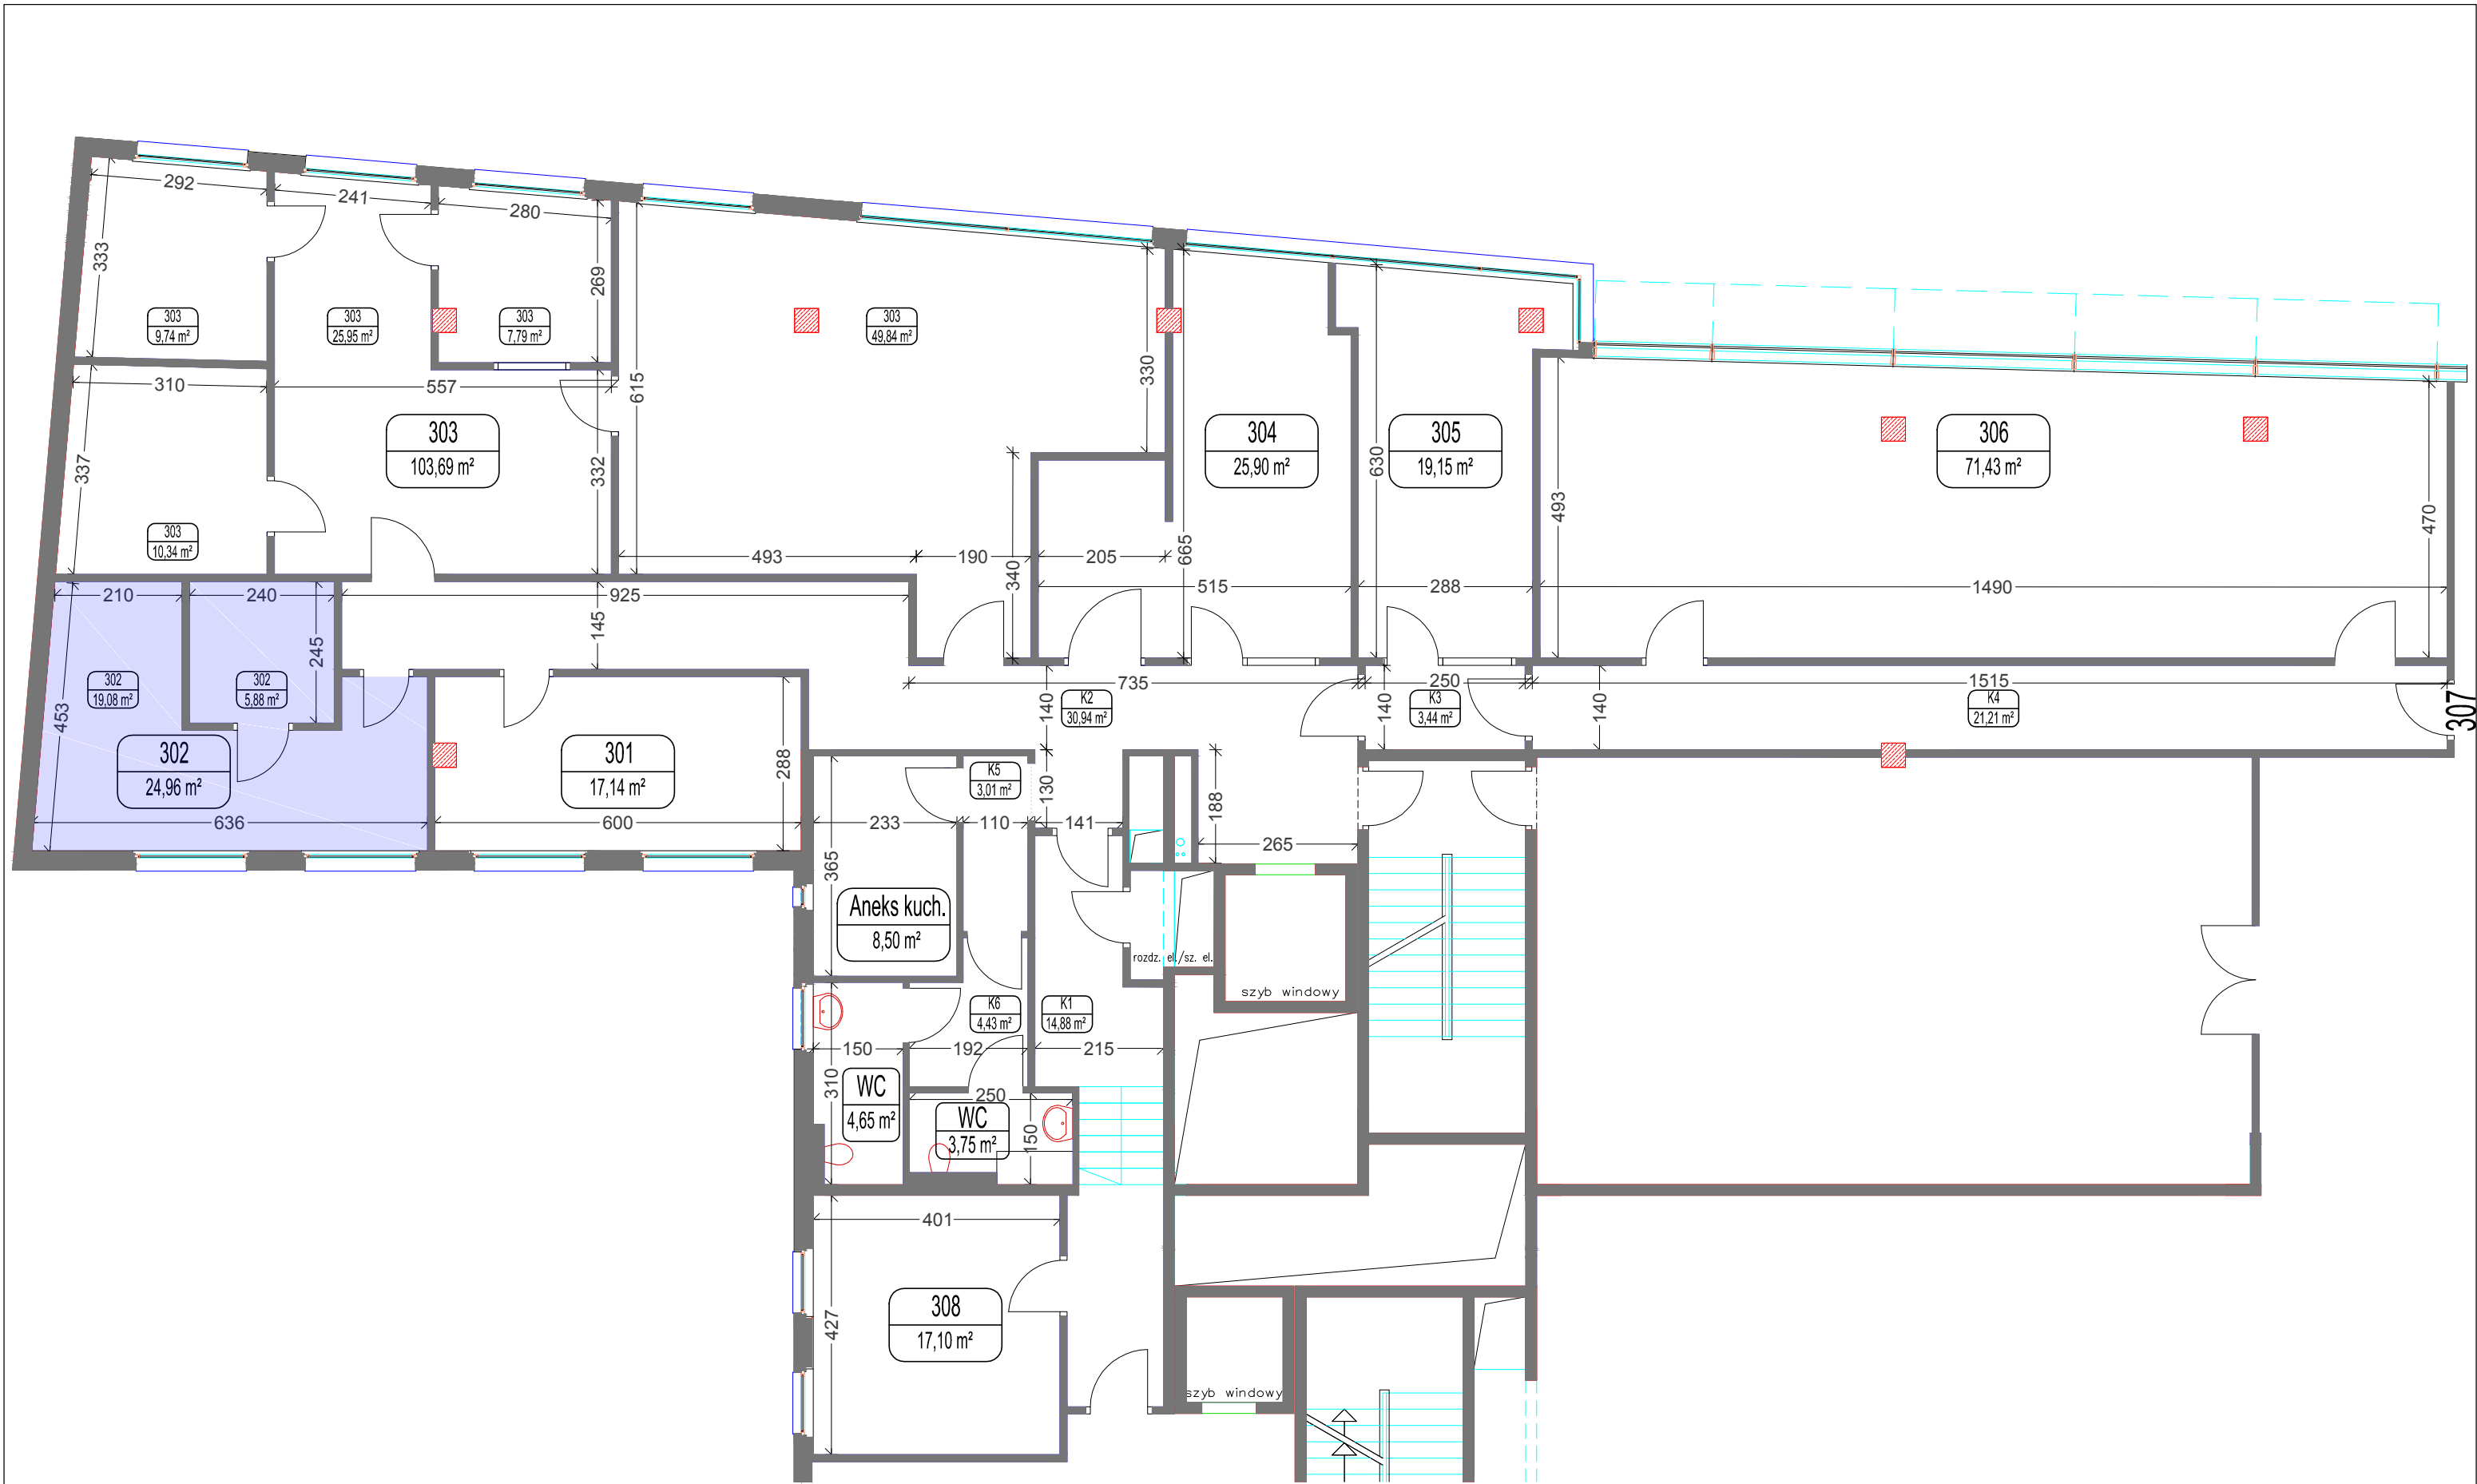 292
241
280
333
269
615
330
303
9,74 m²
303
25,95 m²
303
7,79 m²
303
49,84 m²
310
557
337
332
630
493
470
303
103,69 m²
304
25,90 m²
305
19,15 m²
306
71,43 m²
303
10,34 m²
493
190
205
665
340
515
288
1490
210
240
925
145
245
453
302
19,08 m²
302
5,88 m²
735
250
1515
140
K2
30,94 m²
140
K3
3,44 m²
140
K4
21,21 m²
307
302
24,96 m²
301
17,14 m²
288
K5
3,01 m²
130
188
636
600
233
110
141
265
365
Aneks kuch.
8,50 m²
rozdz. el./sz. el.
szyb windowy
K6
4,43 m²
K1
14,88 m²
150
192
215
310
WC
4,65 m²
250
WC
3,75 m²
150
401
427
308
17,10 m²
szyb windowy